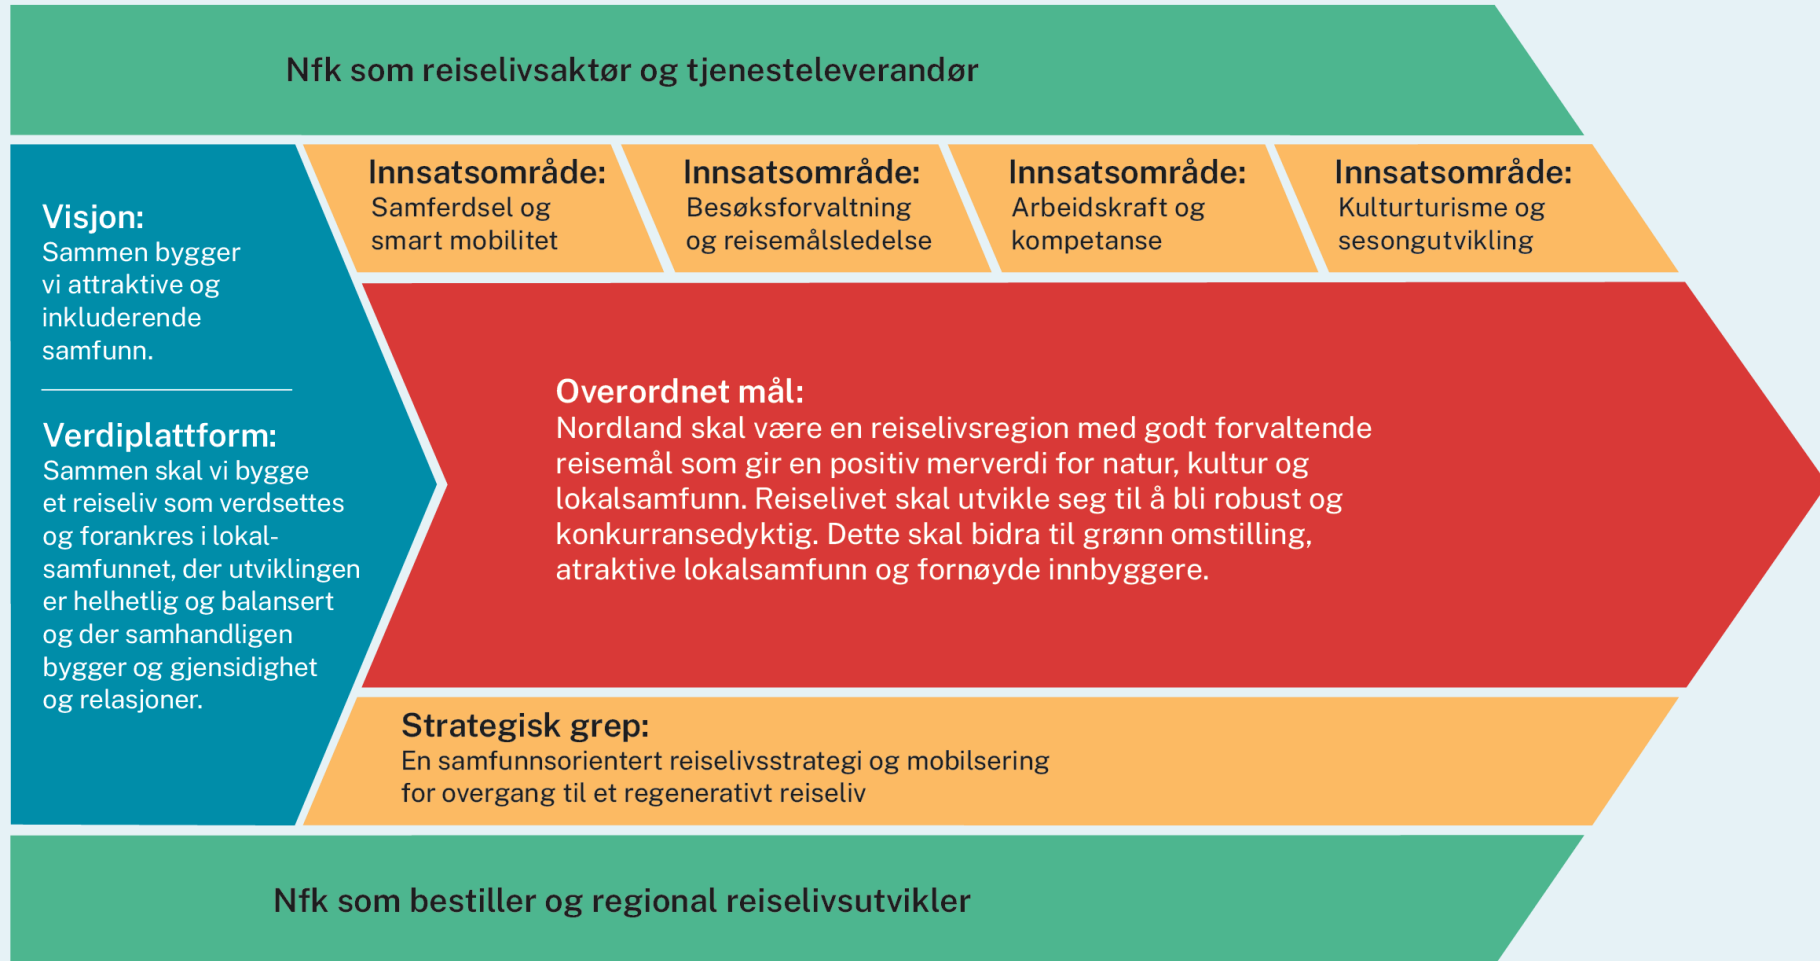 Nfk som reiselivsaktør og tjenesteleverandør
Visjon:
Sammen bygger
vi attraktive og
inkluderende
samfunn.
Verdiplattform:
Sammen skal vi bygge
et reiseliv som verdsettes
og forankres i lokal-
samfunnet, der utviklingen
er helhetlig og balansert
og der samhandligen
bygger og gjensidighet
og relasjoner.
Innsatsområde:
Samferdsel og
smart mobilitet
Innsatsområde:
Besøksforvaltning
og reisemålsledelse
Innsatsområde:
Arbeidskraft og
kompetanse
Innsatsområde:
Kulturturisme og
sesongutvikling
Overordnet mål:
Nordland skal være en reiselivsregion med godt forvaltende
reisemål som gir en positiv merverdi for natur, kultur og
lokalsamfunn. Reiselivet skal utvikle seg til å bli robust og
konkurransedyktig. Dette skal bidra til grønn omstilling,
atraktive lokalsamfunn og fornøyde innbyggere.
Strategisk grep:
En samfunnsorientert reiselivsstrategi og mobilsering
for overgang til et regenerativt reiseliv
Nfk som bestiller og regional reiselivsutvikler